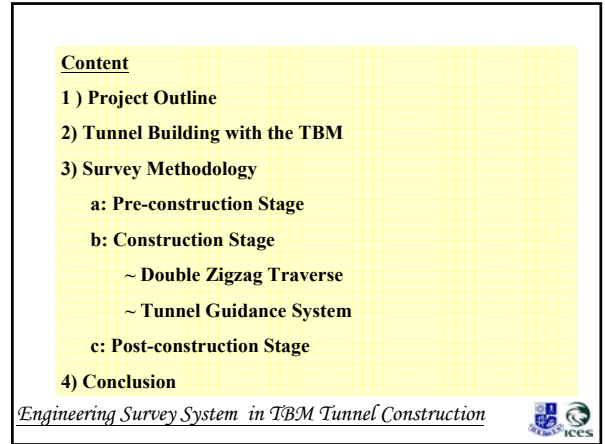 Content
1 ) Project Outline
2) Tunnel Building with the TBM
3) Survey Methodology
a: Pre-construction Stage
b: Construction Stage
~ Double Zigzag Traverse
~ Tunnel Guidance System
c: Post-construction Stage
4) Conclusion
Engineering Survey System in TBM Tunnel Construction
ICES